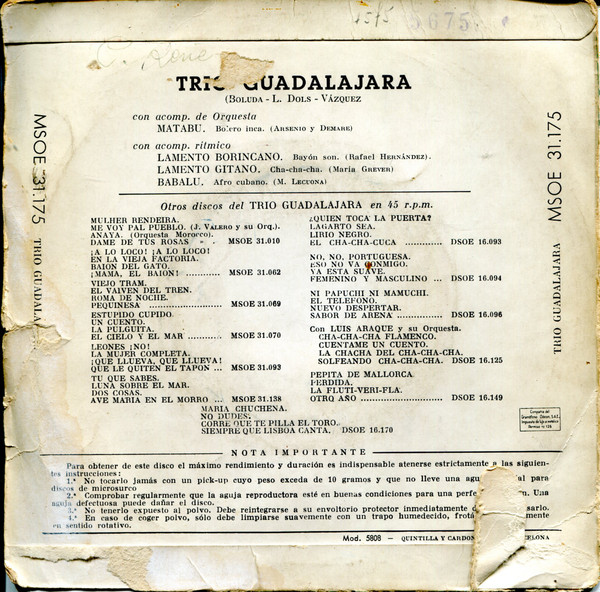 5675
TRIO GUADALAJARA
(BOLUDA - L. DOLS - VÁZQUEZ
con acomp. de Orquesta
MATABU. Bolero inca. (ARSENIO y DEMARE)
con acomp. ritmico
LAMENTO BORINCANO. Bayón son. (Rafael HERNÁNDEZ).
LAMENTO GITANO. Cha-cha-cha. (Maria GREVER)
BABALU. Afro cubano. (M. LECUONA)
MSOE 31.175
TRIO GUADALA
MSOE 31.175
TRIO GUADALAJARA
Otros discos del TRIO GUADALAJARA en 45 r.p.m.
MULHER RENDEIRA.
ME VOY PAL PUEBLO. (J. VALERO y su Orq.).
ANAYA. (Orquesta Morocco).
DAME DE TUS ROSAS - . MSOE 31.010
¡A LO LOCO! ¡A LO LOCO!
EN LA VIEJA FACTORIA.
BAION DEL GATO.
¡MAMA, EL BAION! ............ MSOE 31.062
VIEJO TRAM.
EL VAIVEN DEL TREN.
ROMA DE NOCHE.
PEQUINESA ..................... MSOE 31.069
ESTUPIDO CUPIDO.
UN CUENTO.
LA PULGUITA.
EL CIELO Y EL MAR ............ MSOE 31.070
LEONES ¡NO!
LA MUJER COMPLETA.
¡QUE LLUEVA, QUE LLUEVA!
QUE LE QUITEN EL TAPON ... MSOE 31.093
TU QUE SABES.
LUNA SOBRE EL MAR.
DOS COSAS.
AVE MARIA EN EL MORRO ... MSOE 31.138
¿QUIEN TOCA LA PUERTA?
LAGARTO SEA.
LIRIO NEGRO.
EL CHA-CHA-CUCA ............ DSOE 16.093
NO, NO, PORTUGUESA.
¡ESO NO VA CONMIGO.
YA ESTA SUAVE.
FEMENINO Y MASCULINO ... DSOE 16.094
NI PAPUCHI NI MAMUCHI.
EL TELEFONO.
NUEVO DESPERTAR.
SABOR DE ARENA ............... DSOE 16.096
Con LUIS ARAQUE y su Orquesta.
CHA-CHA-CHA FLAMENCO.
CUENTAME UN CUENTO.
LA CHACHA DEL CHA-CHA-CHA.
SOLFEANDO CHA-CHA-CHA.. DSOE 16.125
PEPITA DE MALLORCA.
PERDIDA.
LA FLUTI-VERI-FLA.
OTRO AÑO ..................... DSOE 16.149
MARIA CHUCHENA.
NO DUDES.
CORRE QUE TE PILLA EL TORO.
SIEMPRE QUE LISBOA CANTA. DSOE 16.170
NOTA IMPORTANTE
Para obtener de este disco el máximo rendimiento y duración es indispensable atenerse estrictamente a las siguien-
tes instrucciones:
1.ª No tocarlo jamás con un pick-up cuyo peso exceda de 10 gramos y que no lleve una agu al para
discos de microsurco
2.ª Comprobar regularmente que la aguja reproductora esté en buenas condiciones para una perfe n. Una
aguja defectuosa puede dañar el disco.
3.ª No tenerlo expuesto al polvo. Debe reintegrarse a su envoltorio protector inmediatamente d sarlo.
4.ª En caso de coger polvo, sólo debe limpiarse suavemente con un trapo humedecido, frotá mente
en sentido rotativo.
Mod. 5808 - QUINTILLA Y CARDON CELONA